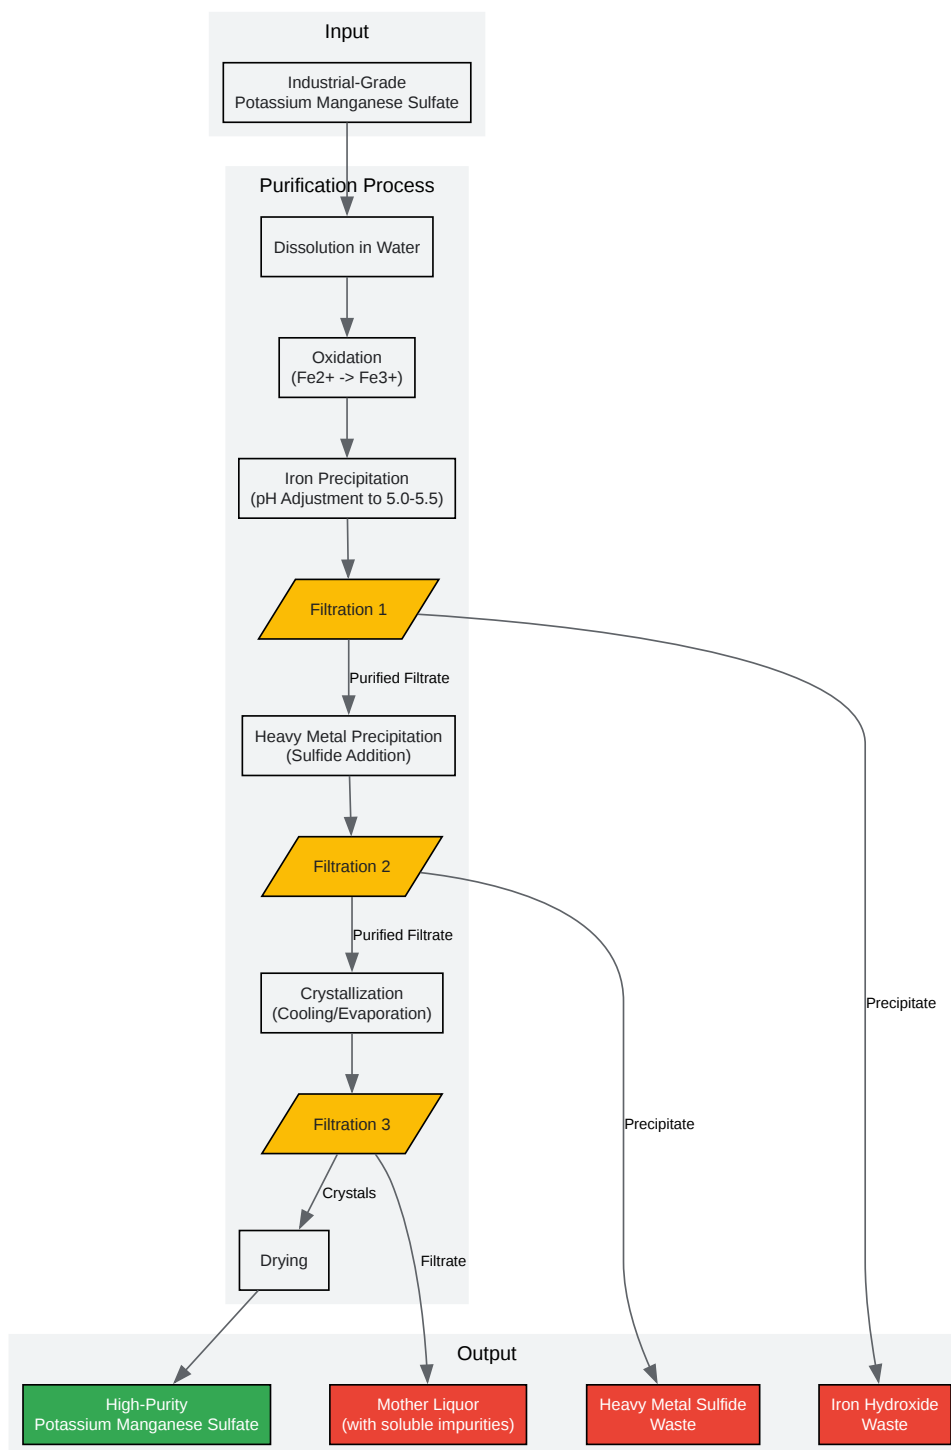 Input
Industrial-Grade
Potassium Manganese Sulfate
Purification Process
Dissolution in Water
Oxidation
(Fe2+ -> Fe3+)
Iron Precipitation
(pH Adjustment to 5.0-5.5)
Filtration 1
Purified Filtrate
Heavy Metal Precipitation
(Sulfide Addition)
Filtration 2
Purified Filtrate
Crystallization
(Cooling/Evaporation)
Precipitate
Filtration 3
Precipitate
Crystals
Drying
Filtrate
Output
High-Purity
Potassium Manganese Sulfate
Mother Liquor
(with soluble impurities)
Heavy Metal Sulfide
Waste
Iron Hydroxide
Waste